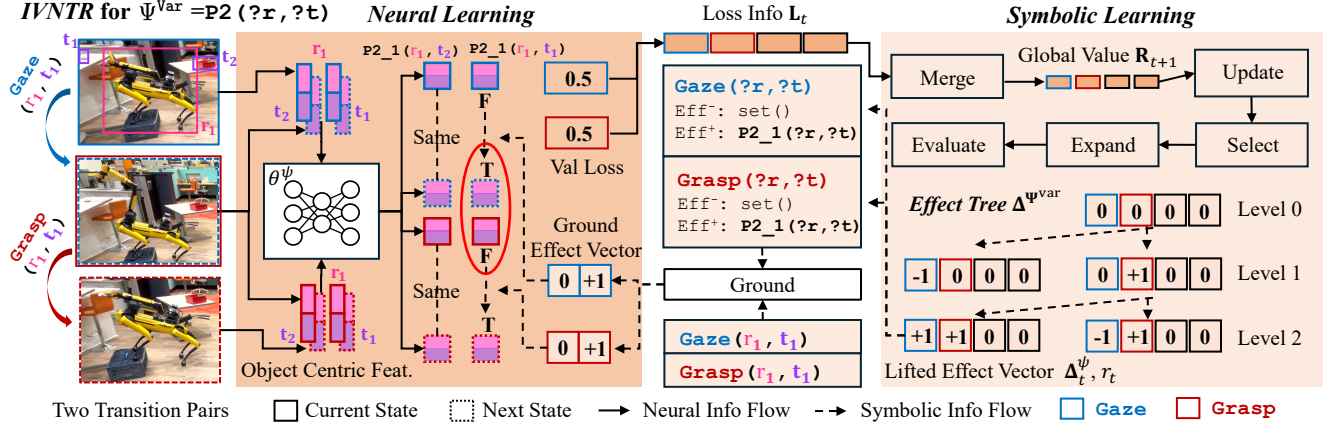 IVNTR for Ψ^Var =P2(?r,?t)
Neural Learning
Loss Info L_t
Symbolic Learning
t₁
t₂
r₁
Gaze
(r₁, t₁)
Grasp
(r₁, t₁)
r₁
t₂
t₁
θ^ψ
r₁
t₂
t₁
Object Centric Feat.
P2_1(r₁, t₂)
P2_1(r₁, t₁)
Same
F
T
F
T
Same
0.5
0.5
Val Loss
Ground
Effect Vector
0 +1
0 +1
Gaze(?r,?t)
Eff⁻: set()
Eff⁺: P2_1(?r,?t)
Grasp(?r,?t)
Eff⁻: set()
Eff⁺: P2_1(?r,?t)
Ground
Gaze(r₁, t₁)
Grasp(r₁, t₁)
Merge
Global Value R_{t+1}
Update
Evaluate
Expand
Select
Effect Tree Δ^Ψvar
0 0 0 0
Level 0
-1 0 0 0
0 +1 0 0
Level 1
+1 +1 0 0
-1 +1 0 0
Level 2
Lifted Effect Vector Δ_t^ψ, r_t
Two Transition Pairs
Current State
Next State
Neural Info Flow
Symbolic Info Flow
Gaze
Grasp